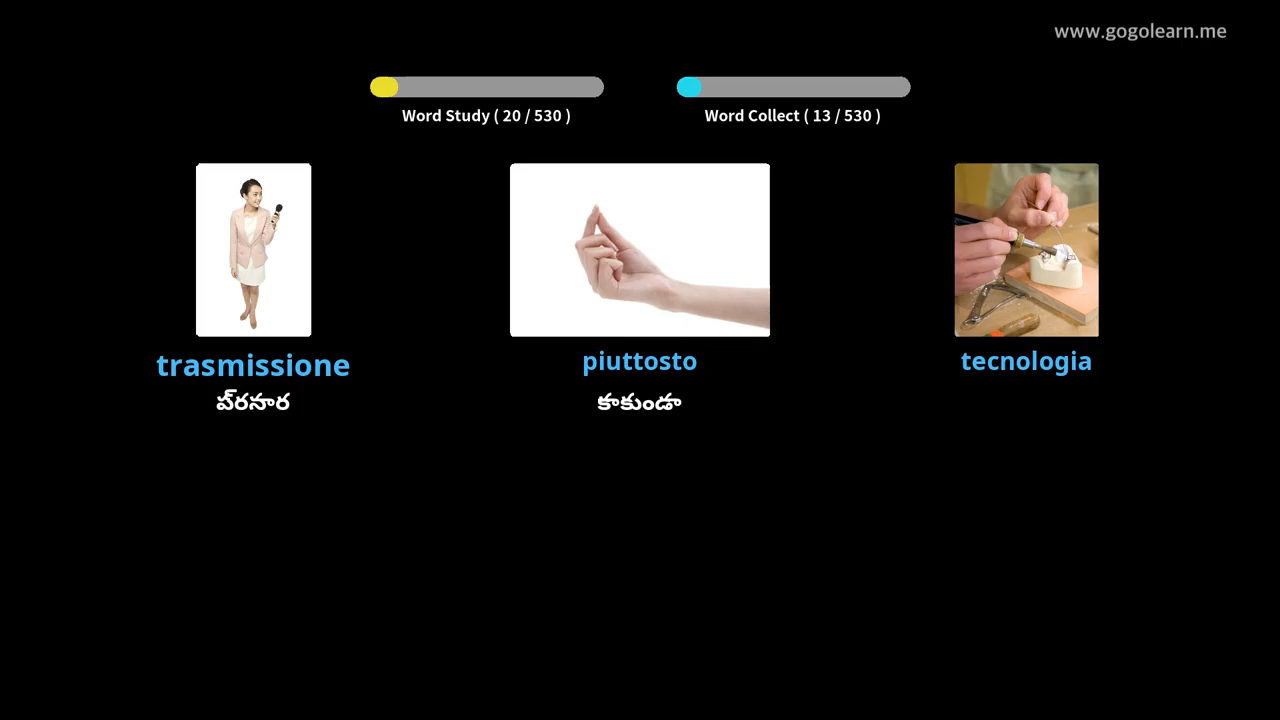 www.gogolearn.me
Word Study ( 20 / 530 )
Word Collect ( 13 / 530 )
trasmissione
piuttosto
tecnologia
ప్రసార
కాకుండా